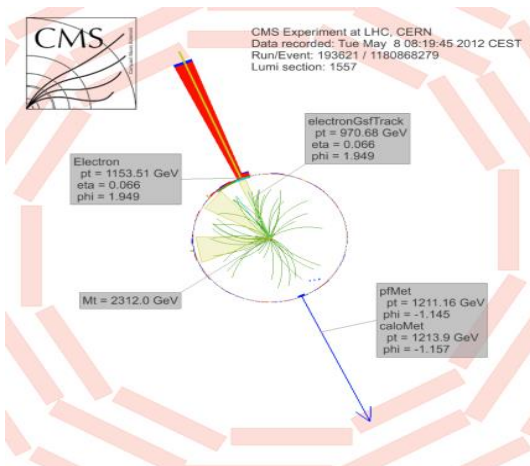 CMS
CMS Experiment at LHC, CERN
Data recorded: Tue May 8 08:19:45 2012 CEST
Run/Event: 193621 / 1180868279
Lumi section: 1557
electronGsfTrack
pt = 970.68 GeV
eta = 0.066
phi = 1.949
Electron
pt = 1153.51 GeV
eta = 0.066
phi = 1.949
Mt = 2312.0 GeV
pfMet
pt = 1211.16 GeV
phi = -1.145
caloMet
pt = 1213.9 GeV
phi = -1.157